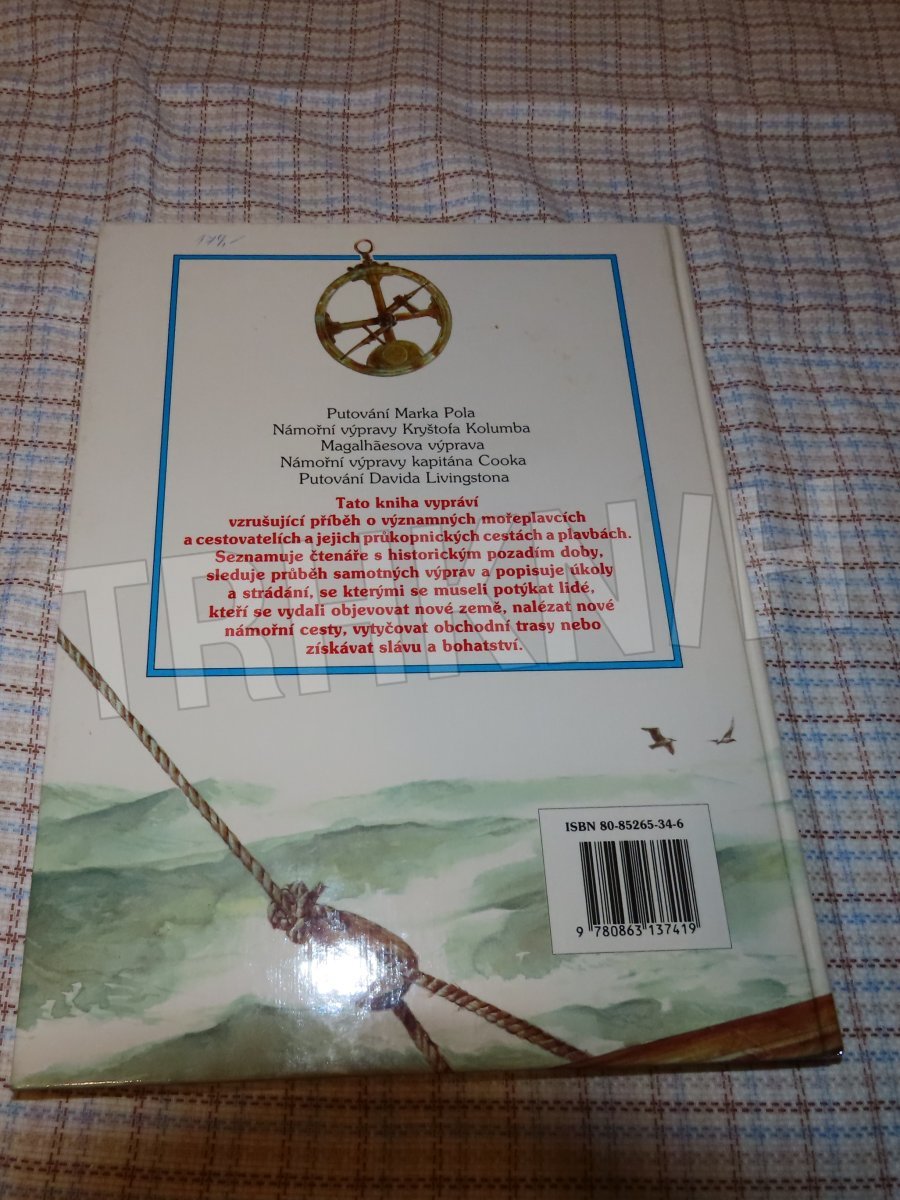 179,-
Putování Marka Pola
Námořní výpravy Kryštofa Kolumba
Magalhãesova výprava
Námořní výpravy kapitána Cooka
Putování Davida Livingstona
Tato kniha vypráví
vzrušující příběh o významných mořeplavcích
a cestovatelích a jejich průkopnických cestách a plavbách.
Seznamuje čtenáře s historickým pozadím doby,
sleduje průběh samotných výprav a popisuje úkoly
a strádání, se kterými se museli potýkat lidé,
kteří se vydali objevovat nové země, nalézat nové
námořní cesty, vytyčovat obchodní trasy nebo
získávat slávu a bohatství.
ISBN 80-85265-34-6
9 780863 137419